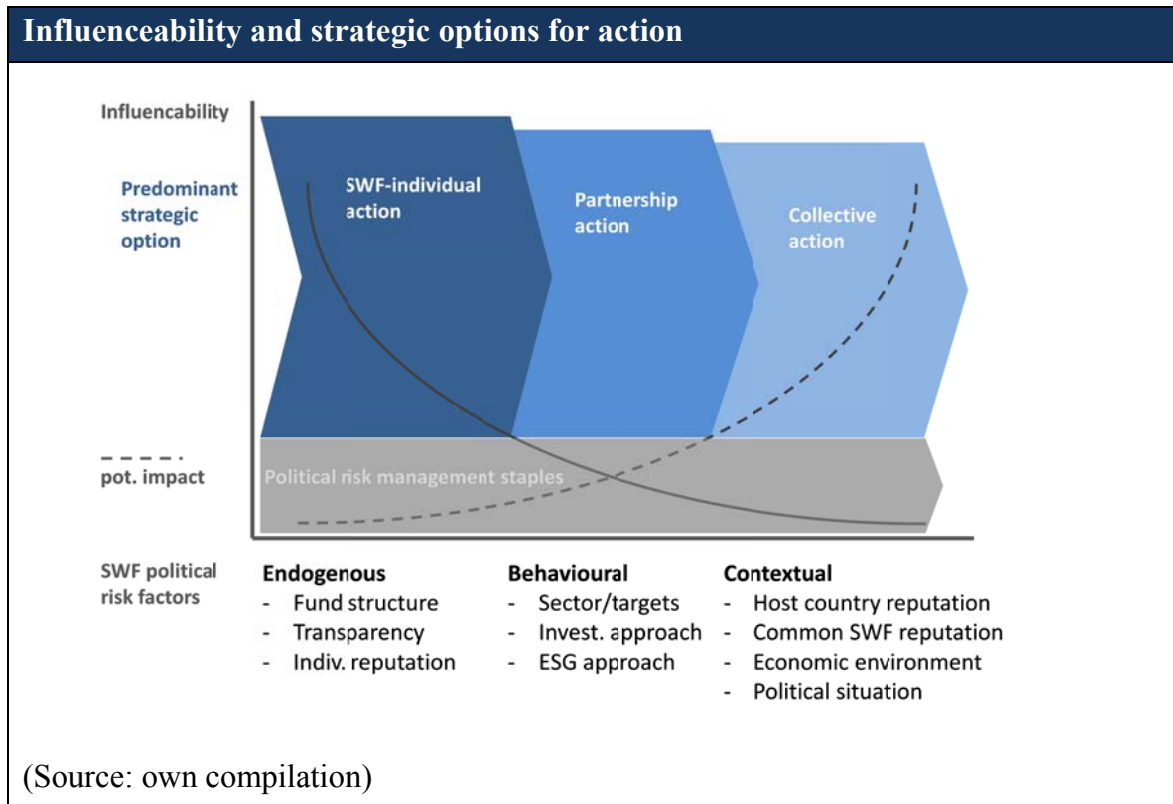 Influenceability and strategic options for action
Influencability
Predominant
strategic
option
SWF-individual
action
Partnership
action
Collective
action
pot. impact
Political risk management staples
SWF political
risk factors
Endogenous
- Fund structure
- Transparency
- Indiv. reputation
Behavioural
- Sector/targets
- Invest. approach
- ESG approach
Contextual
- Host country reputation
- Common SWF reputation
- Economic environment
- Political situation
(Source: own compilation)